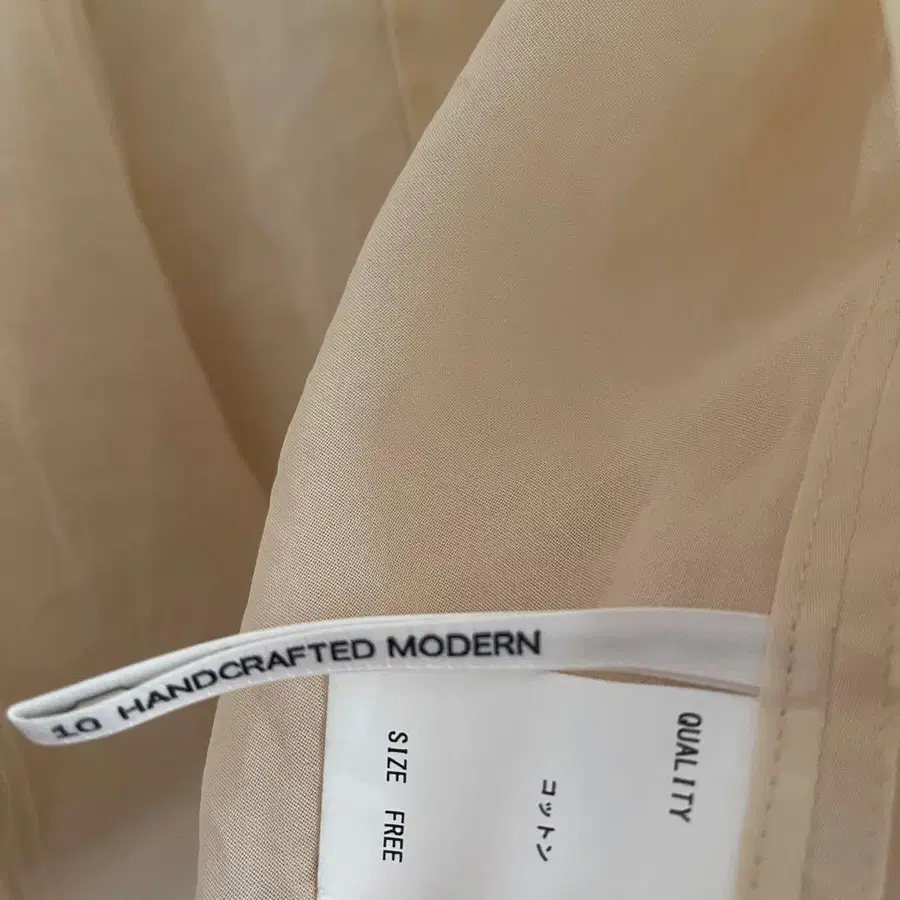 10 HANDCRAFTED MODERN
QUALITY
コットン
SIZE FREE